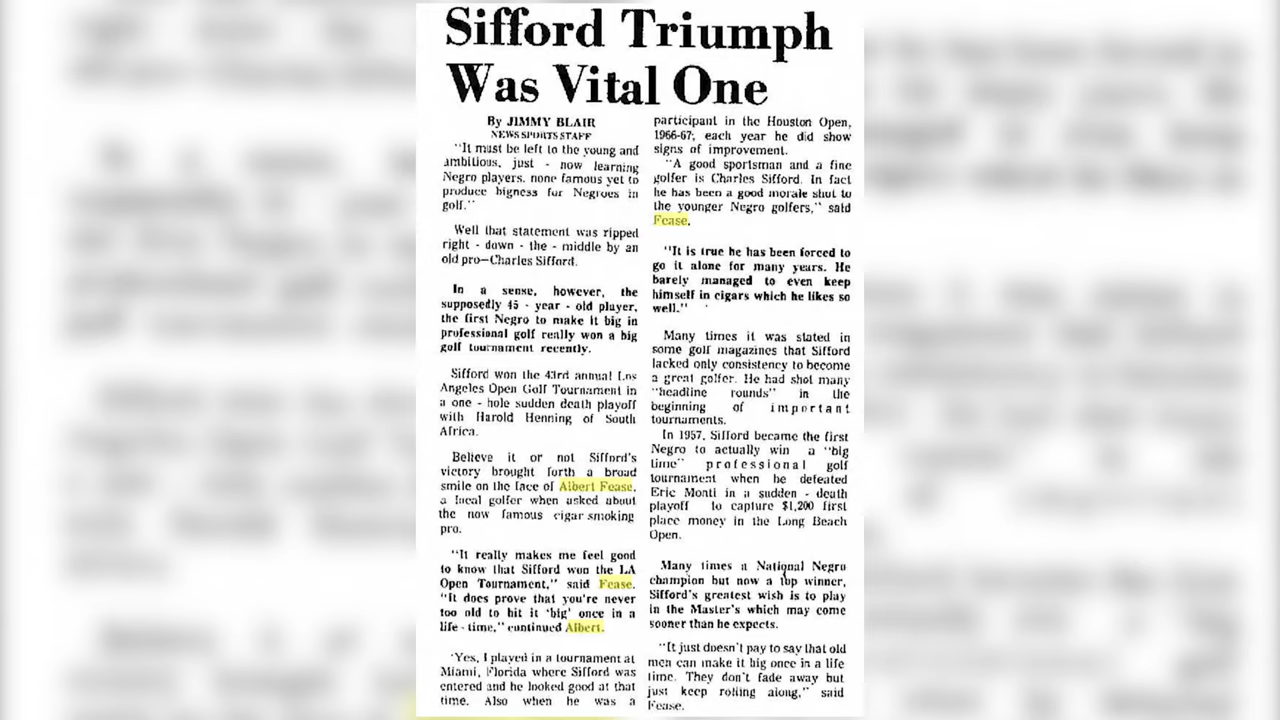 Sifford Triumph
Was Vital One
By JIMMY BLAIR
NEWS SPORTS STAFF
"It must be left to the young and
ambitious, just - now learning
Negro players, none famous yet to
produce bigness for Negroes in
golf."
Well that statement was ripped
right - down - the - middle by an
old pro—Charles Sifford.
In a sense, however, the
supposedly 45 - year - old player,
the first Negro to make it big in
professional golf really won a big
golf tournament recently.
Sifford won the 43rd annual Los
Angeles Open Golf Tournament in
a one - hole sudden death playoff
with Harold Henning of South
Africa.
Believe it or not Sifford's
victory brought forth a broad
smile on the face of Albert Fease,
a local golfer when asked about
the now famous cigar smoking
pro.
"It really makes me feel good
to know that Sifford won the LA
Open Tournament," said Fease.
"It does prove that you're never
too old to hit it 'big' once in a
life - time," continued Albert.
"Yes, I played in a tournament at
Miami, Florida where Sifford was
entered and he looked good at that
time. Also when he was a
participant in the Houston Open,
1966-67; each year he did show
signs of improvement.
"A good sportsman and a fine
golfer is Charles Sifford. In fact
he has been a good morale shut to
the younger Negro golfers," said
Fease.
"It is true he has been forced to
go it alone for many years. He
barely managed to even keep
himself in cigars which he likes so
well."
Many times it was stated in
some golf magazines that Sifford
lacked only consistency to become
a great golfer. He had shot many
"headline rounds" in the
beginning of important
tournaments.
In 1957, Sifford became the first
Negro to actually win a "big
time" professional golf
tournament when he defeated
Eric Monti in a sudden - death
playoff to capture $1,200 first
place money in the Long Beach
Open.
Many times a National Negro
champion but now a top winner,
Sifford's greatest wish is to play
in the Master's which may come
sooner than he expects.
"It just doesn't pay to say that old
men can make it big once in a life
time. They don't fade away but
just keep rolling along," said
Fease.